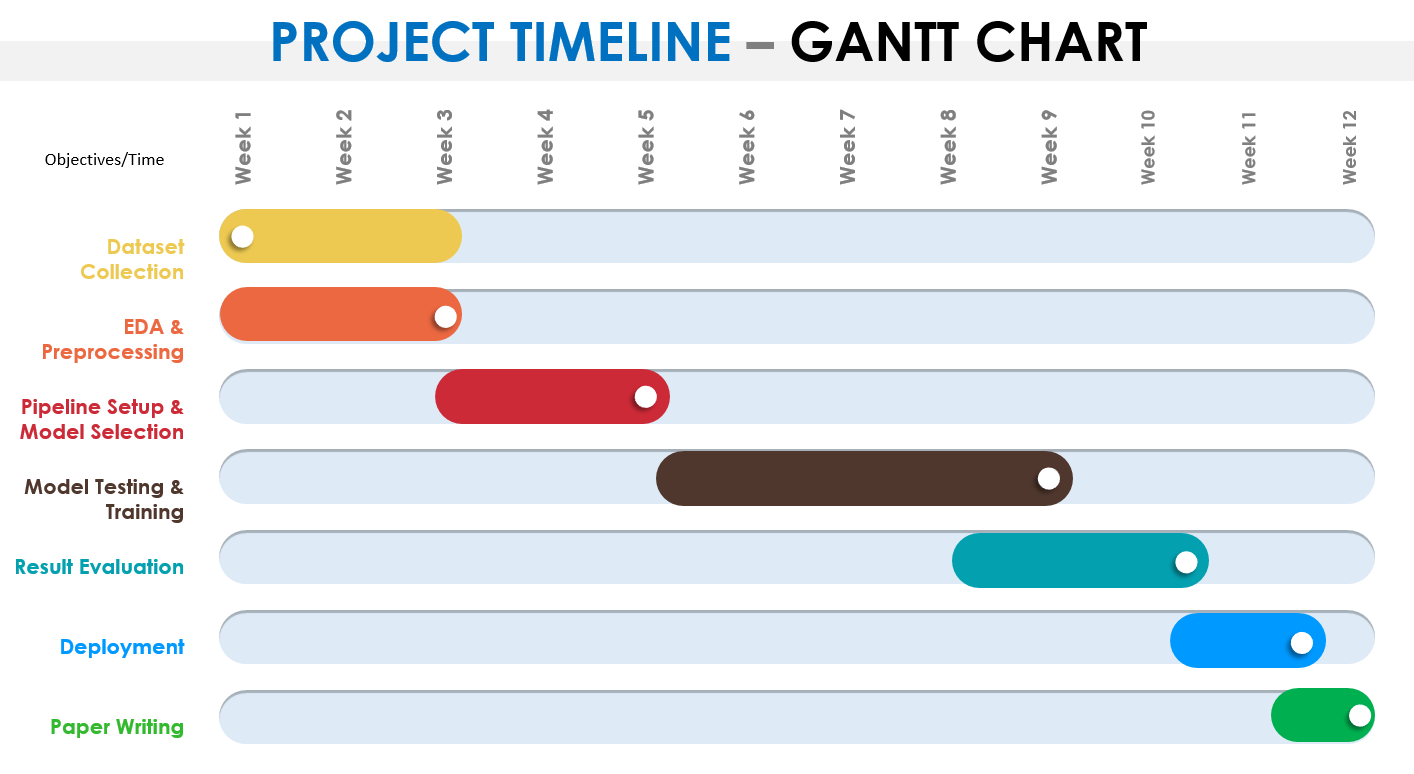 PROJECT TIMELINE – GANTT CHART
Objectives/Time
Week 1
Week 2
Week 3
Week 4
Week 5
Week 6
Week 7
Week 8
Week 9
Week 10
Week 11
Week 12
Dataset
Collection
EDA &
Preprocessing
Pipeline Setup &
Model Selection
Model Testing &
Training
Result Evaluation
Deployment
Paper Writing